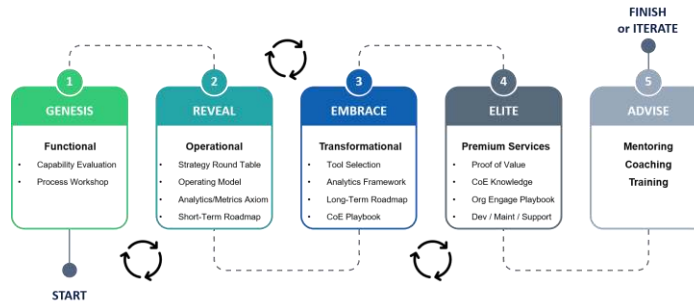 FINISH
or ITERATE
1
GENESIS
Functional
• Capability Evaluation
• Process Workshop
START
2
REVEAL
Operational
• Strategy Round Table
• Operating Model
• Analytics/Metrics Axiom
• Short-Term Roadmap
3
EMBRACE
Transformational
• Tool Selection
• Analytics Framework
• Long-Term Roadmap
• CoE Playbook
4
ELITE
Premium Services
• Proof of Value
• CoE Knowledge
• Org Engage Playbook
• Dev / Maint / Support
5
ADVISE
Mentoring
Coaching
Training